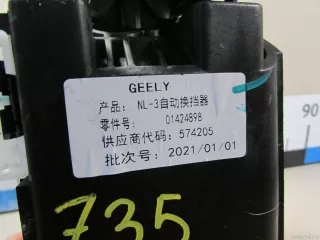 GEELY
产品: NL-3自动换挡器
零件号: 01424898
供应商代码: 574205
批次号: 2021/01/01
90
735